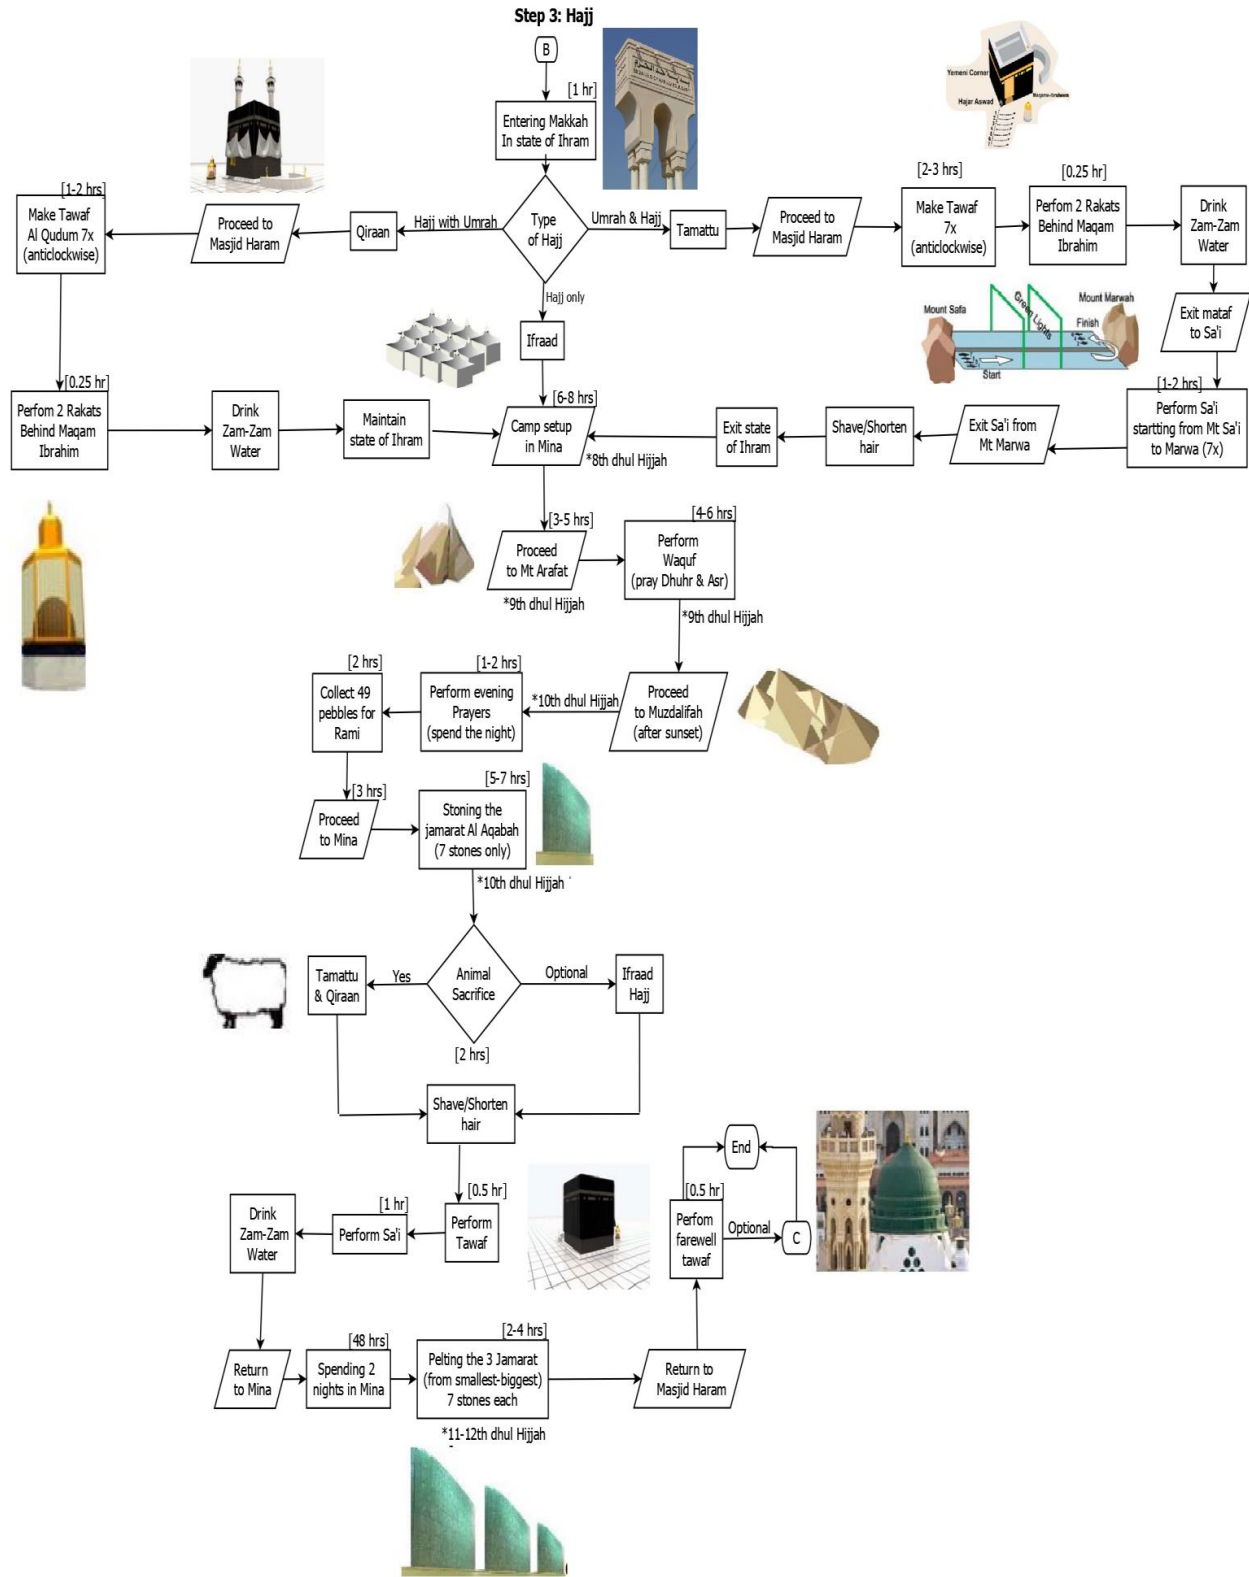 Step 3: Hajj
B
[1 hr]
Entering Makkah
In state of Ihram
Type
of Hajj
Hajj with Umrah
Qiraan
Proceed to
Masjid Haram
[1-2 hrs]
Make Tawaf
Al Qudum 7x
(anticlockwise)
[0.25 hr]
Perfom 2 Rakats
Behind Maqam
Ibrahim
Drink
Zam-Zam
Water
Maintain
state of Ihram
Hajj only
Ifraad
Umrah & Hajj
Tamattu
Proceed to
Masjid Haram
Yemeni Corner
Hajar Aswad
[2-3 hrs]
Make Tawaf
7x
(anticlockwise)
[0.25 hr]
Perfom 2 Rakats
Behind Maqam
Ibrahim
Drink
Zam-Zam
Water
Exit mataf
to Sa'i
Mount Safa
Green Lights
Mount Marwah
Finish
Start
[1-2 hrs]
Perform Sa'i
startting from Mt Sa'i
to Marwa (7x)
Exit Sa'i from
Mt Marwa
Shave/Shorten
hair
Exit state
of Ihram
[6-8 hrs]
Camp setup
in Mina
*8th dhul Hijjah
[3-5 hrs]
Proceed
to Mt Arafat
*9th dhul Hijjah
[4-6 hrs]
Perform
Waquf
(pray Dhuhr & Asr)
*9th dhul Hijjah
Proceed
to Muzdalifah
(after sunset)
*10th dhul Hijjah
[1-2 hrs]
Perform evening
Prayers
(spend the night)
[2 hrs]
Collect 49
pebbles for
Rami
[3 hrs]
Proceed
to Mina
[5-7 hrs]
Stoning the
jamarat Al Aqabah
(7 stones only)
*10th dhul Hijjah
Animal
Sacrifice
[2 hrs]
Yes
Tamattu
& Qiraan
Optional
Ifraad
Hajj
Shave/Shorten
hair
[0.5 hr]
Perform
Tawaf
[1 hr]
Perform Sa'i
Drink
Zam-Zam
Water
Return
to Mina
[48 hrs]
Spending 2
nights in Mina
[2-4 hrs]
Pelting the 3 Jamarat
(from smallest-biggest)
7 stones each
*11-12th dhul Hijjah
Return to
Masjid Haram
[0.5 hr]
Perfom
farewell
tawaf
Optional
C
End